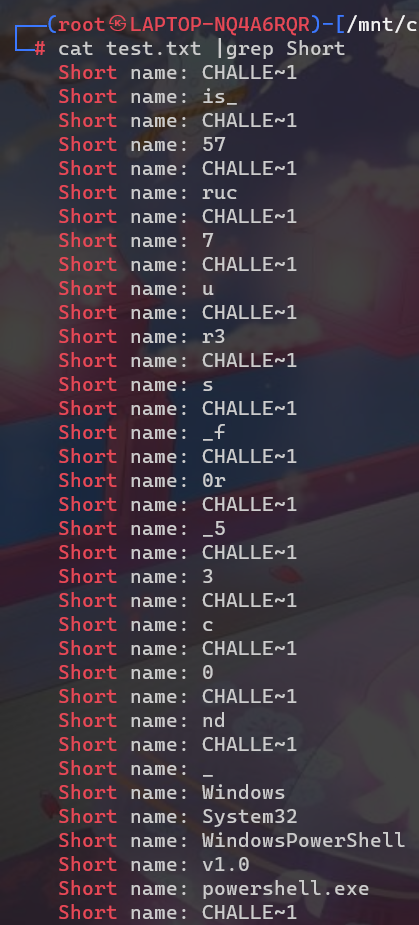 ┌──(root㉿LAPTOP-NQ4A6RQR)-[/mnt/c
└─# cat test.txt |grep Short
Short name: CHALLE~1
Short name: is_
Short name: CHALLE~1
Short name: 57
Short name: CHALLE~1
Short name: ruc
Short name: CHALLE~1
Short name: 7
Short name: CHALLE~1
Short name: u
Short name: CHALLE~1
Short name: r3
Short name: CHALLE~1
Short name: s
Short name: CHALLE~1
Short name: _f
Short name: CHALLE~1
Short name: 0r
Short name: CHALLE~1
Short name: _5
Short name: CHALLE~1
Short name: 3
Short name: CHALLE~1
Short name: c
Short name: CHALLE~1
Short name: 0
Short name: CHALLE~1
Short name: nd
Short name: CHALLE~1
Short name: _
Short name: Windows
Short name: System32
Short name: WindowsPowerShell
Short name: v1.0
Short name: powershell.exe
Short name: CHALLE~1